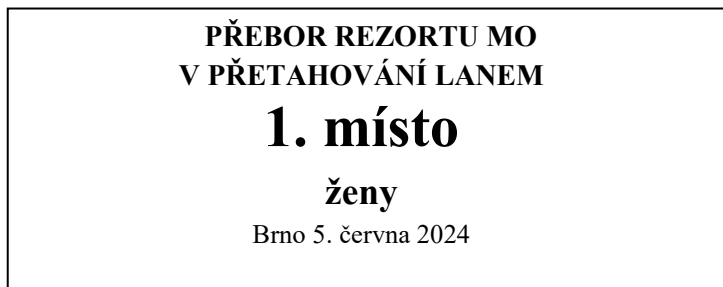 PŘEBOR REZORTU MO
V PŘETAHOVÁNÍ LANEM
1. místo
ženy
Brno 5. června 2024